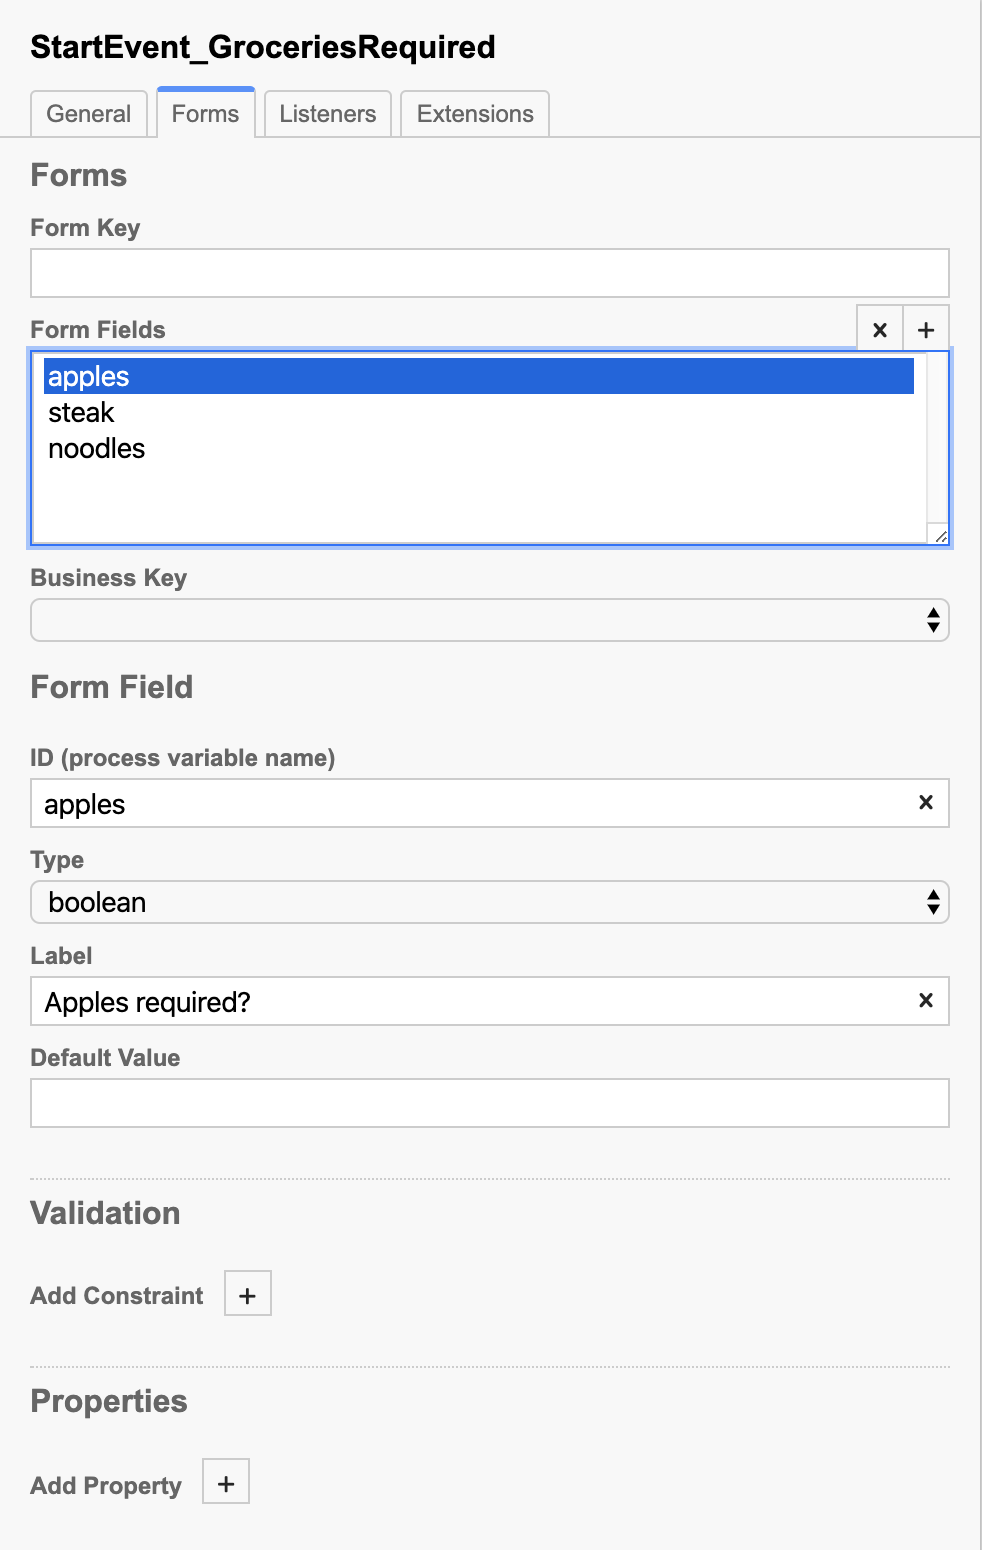 StartEvent_GroceriesRequired
General Forms Listeners Extensions
Forms
Form Key
Form Fields x +
apples
steak
noodles
Business Key
Form Field
ID (process variable name)
apples x
Type
boolean
Label
Apples required? x
Default Value
Validation
Add Constraint +
Properties
Add Property +